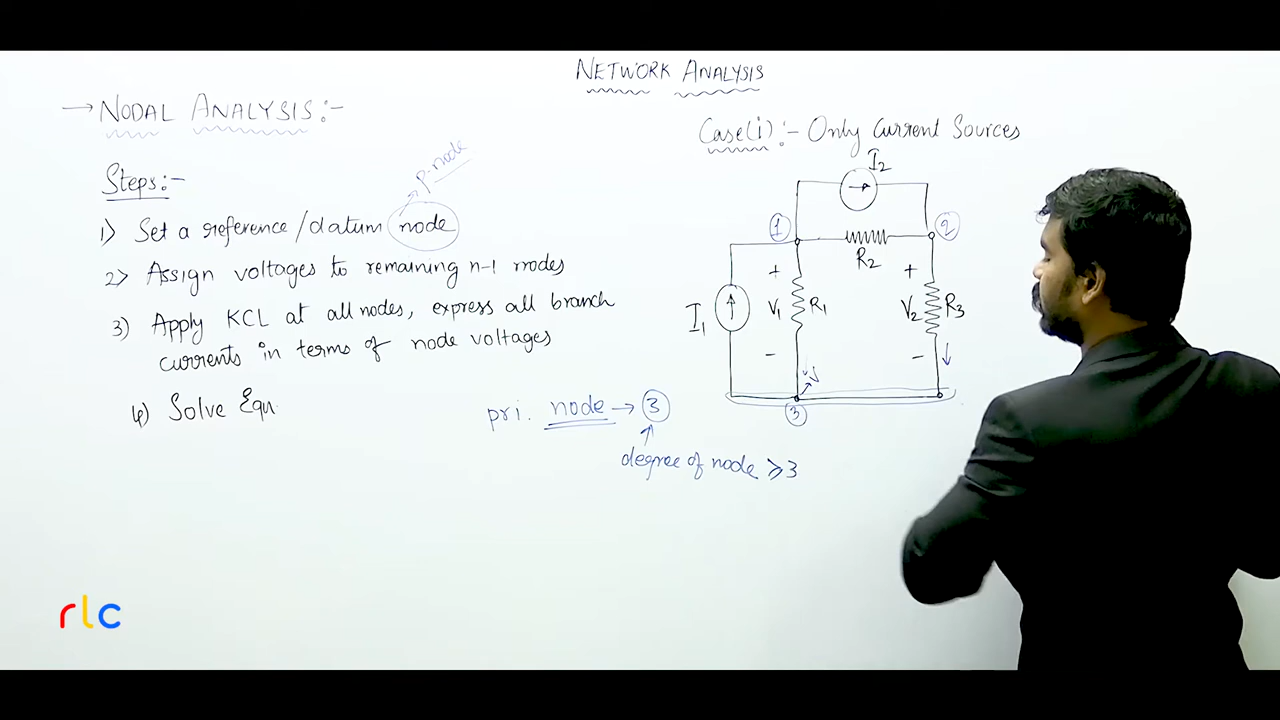 NETWORK ANALYSIS
→ NODAL ANALYSIS:-
Steps:-
p-node
1) Set a reference/datum node
2) Assign voltages to remaining n-1 nodes
3) Apply KCL at all nodes, express all branch
currents in terms of node voltages
4) Solve Eqn
pri. node → 3
degree of node ⩾3
Case(i):- Only Current Sources
I2
1
2
R2
+
+
I1
V1
R1
V2
R3
-
-
3
rlc